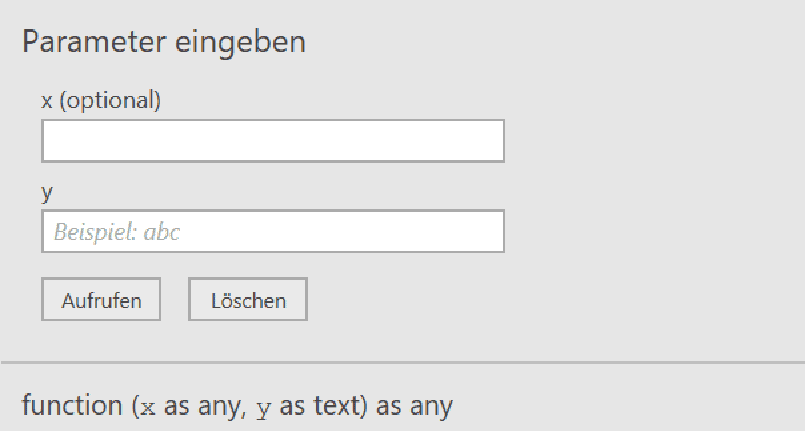 Parameter eingeben
x (optional)
y
Beispiel: abc
Aufrufen Löschen
function (x as any, y as text) as any